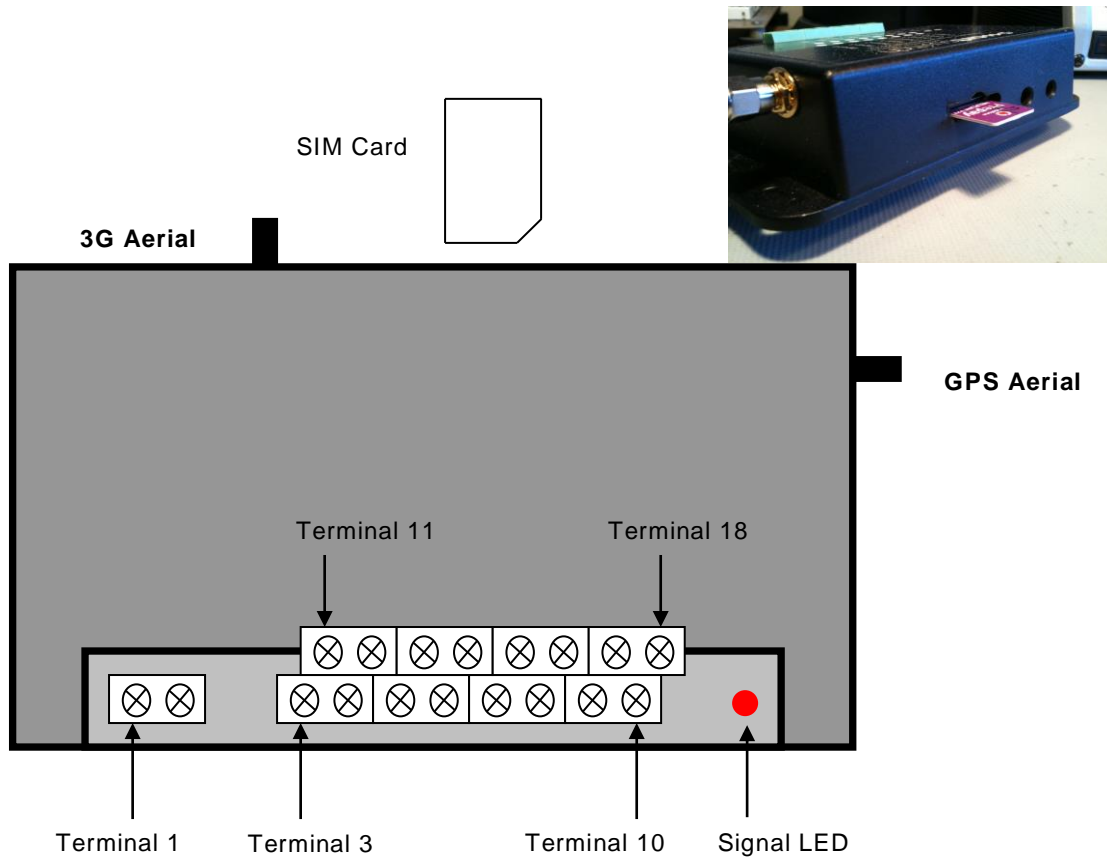 SIM Card
3G Aerial
GPS Aerial
Terminal 11
Terminal 18
Terminal 1
Terminal 3
Terminal 10
Signal LED